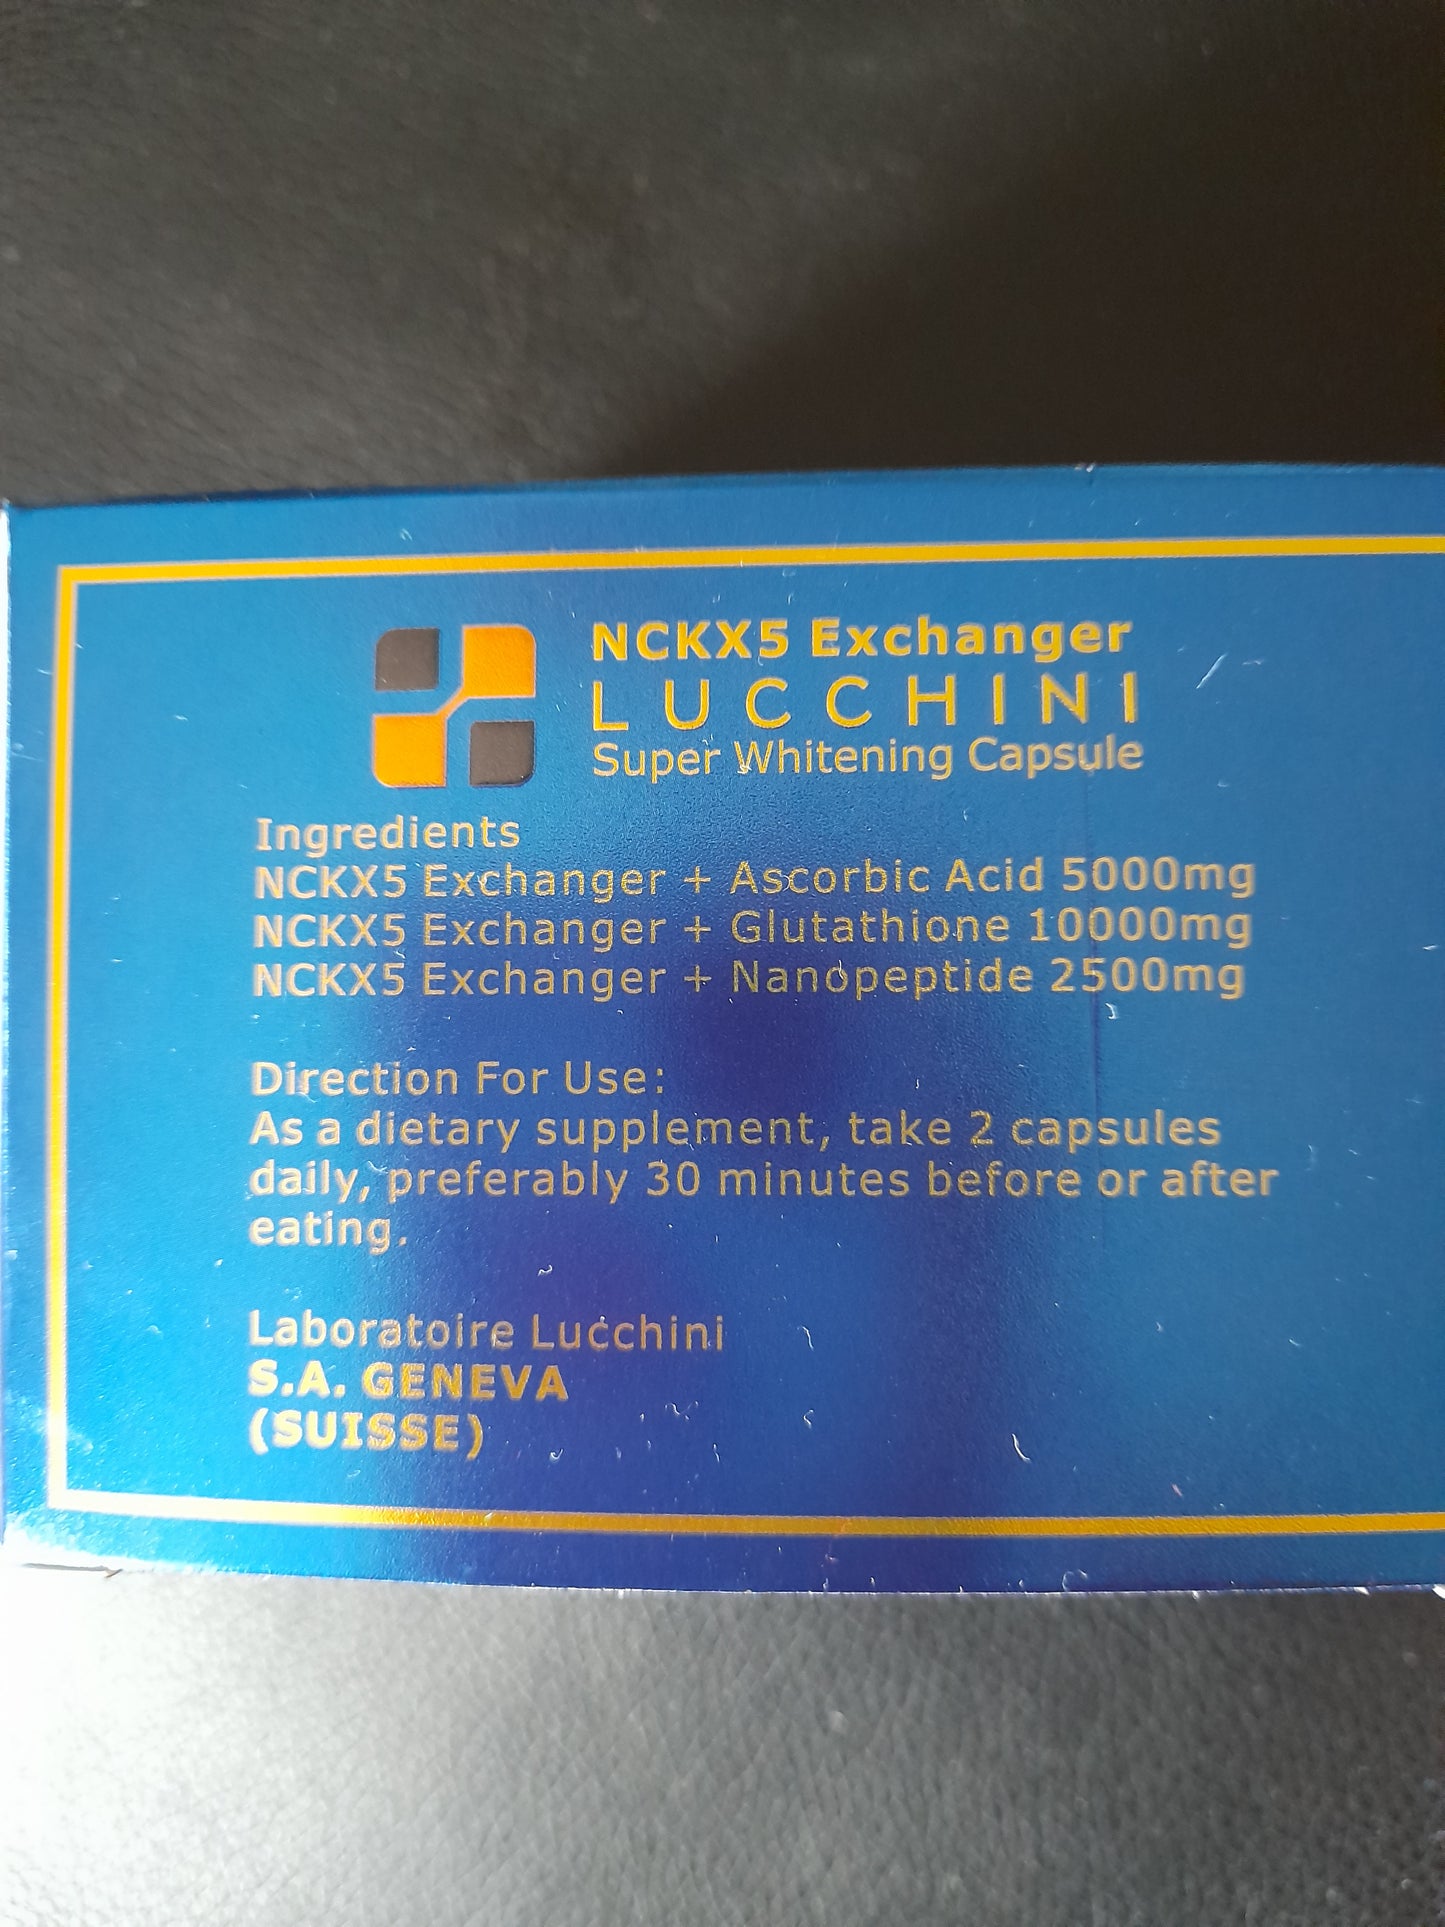 NCKX5 Exchanger
LUCCHINI
Super Whitening Capsule
Ingredients
NCKX5 Exchanger + Ascorbic Acid 5000mg
NCKX5 Exchanger + Glutathione 10000mg
NCKX5 Exchanger + Nanopeptide 2500mg
Direction For Use:
As a dietary supplement, take 2 capsules
daily, preferably 30 minutes before or after
eating.
Laboratoire Lucchini
S.A. GENEVA
(SUISSE)